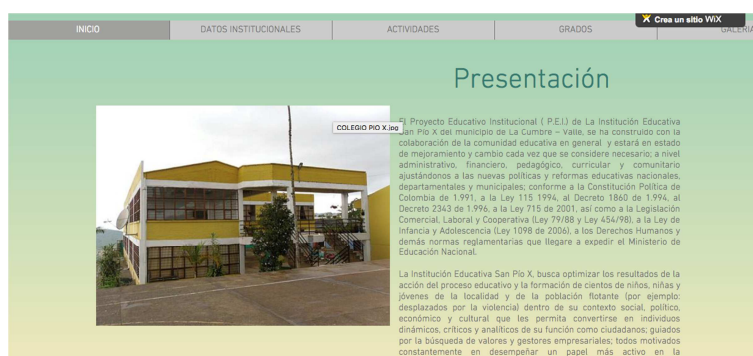 Crea un sitio WiX
INICIO
DATOS INSTITUCIONALES
ACTIVIDADES
GRADOS
GALERIA
Presentación
COLEGIO PIO X.jpg
El Proyecto Educativo Institucional ( P.E.I.) de La Institución Educativa
San Pío X del municipio de La Cumbre – Valle, se ha construido con la
colaboración de la comunidad educativa en general y estará en estado
de mejoramiento y cambio cada vez que se considere necesario; a nivel
administrativo, financiero, pedagógico, curricular y comunitario
ajustándonos a las nuevas políticas y reformas educativas nacionales,
departamentales y municipales; conforme a la Constitución Política de
Colombia de 1.991, a la Ley 115 1994, al Decreto 1860 de 1.994, al
Decreto 2343 de 1.996, a la Ley 715 de 2001, así como a la Legislación
Comercial, Laboral y Cooperativa (Ley 79/88 y Ley 454/98), a la Ley de
Infancia y Adolescencia (Ley 1098 de 2006), a los Derechos Humanos y
demás normas reglamentarias que llegare a expedir el Ministerio de
Educación Nacional.
La Institución Educativa San Pío X, busca optimizar los resultados de la
acción del proceso educativo y la formación de cientos de niños, niñas y
jóvenes de la localidad y de la población flotante (por ejemplo:
desplazados por la violencia) dentro de su contexto social, político,
económico y cultural que les permita convertirse en individuos
dinámicos, críticos y analíticos de su función como ciudadanos; guiados
por la búsqueda de valores y gestores empresariales; todos motivados
constantemente en desempeñar un papel más activo en la